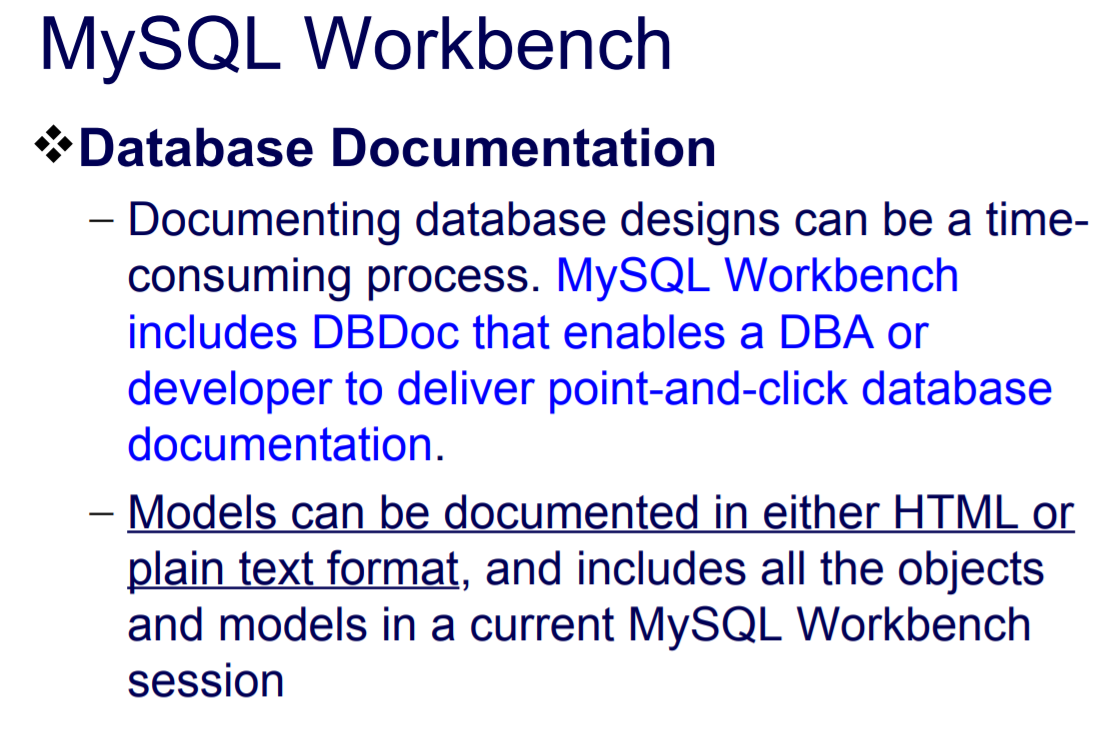 MySQL Workbench
❖Database Documentation
– Documenting database designs can be a time-
consuming process. MySQL Workbench
includes DBDoc that enables a DBA or
developer to deliver point-and-click database
documentation.
– Models can be documented in either HTML or
plain text format, and includes all the objects
and models in a current MySQL Workbench
session